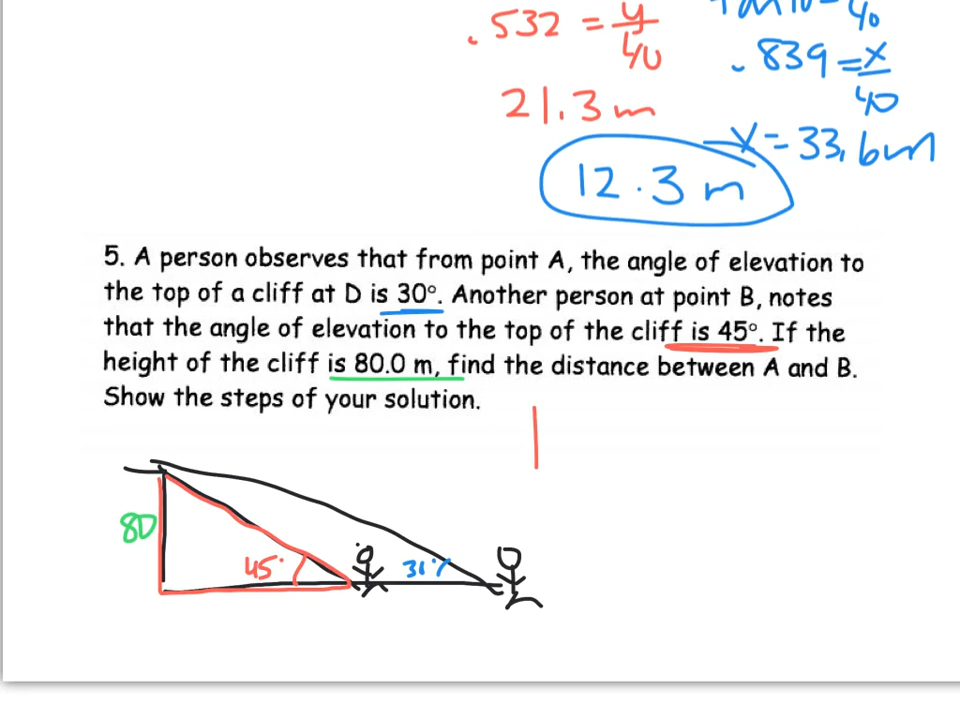 .532 = y/40
Tan40 = /40
.839 = x/40
21.3 m
x = 33.6m
12.3 m
5. A person observes that from point A, the angle of elevation to
the top of a cliff at D is 30°. Another person at point B, notes
that the angle of elevation to the top of the cliff is 45°. If the
height of the cliff is 80.0 m, find the distance between A and B.
Show the steps of your solution.
80
45°